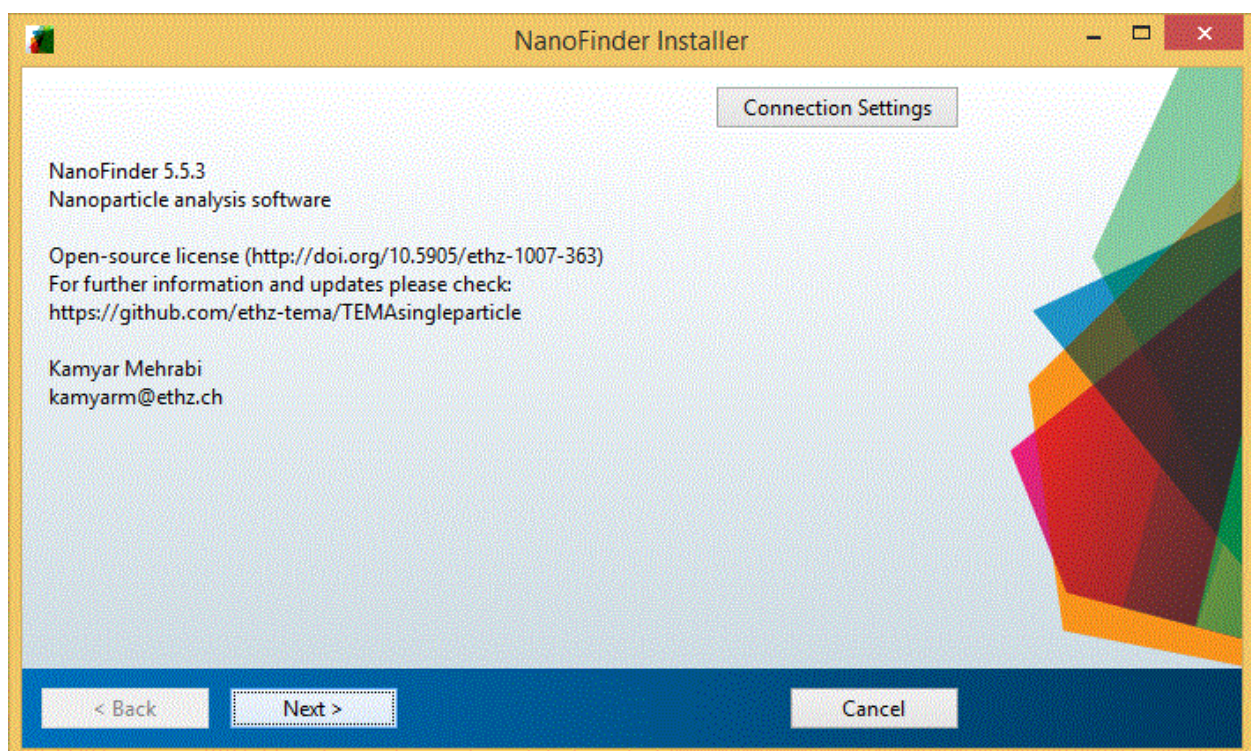 NanoFinder Installer
Connection Settings
NanoFinder 5.5.3
Nanoparticle analysis software
Open-source license (http://doi.org/10.5905/ethz-1007-363)
For further information and updates please check:
https://github.com/ethz-tema/TEMAsingleparticle
Kamyar Mehrabi
kamyarm@ethz.ch
< Back
Next >
Cancel